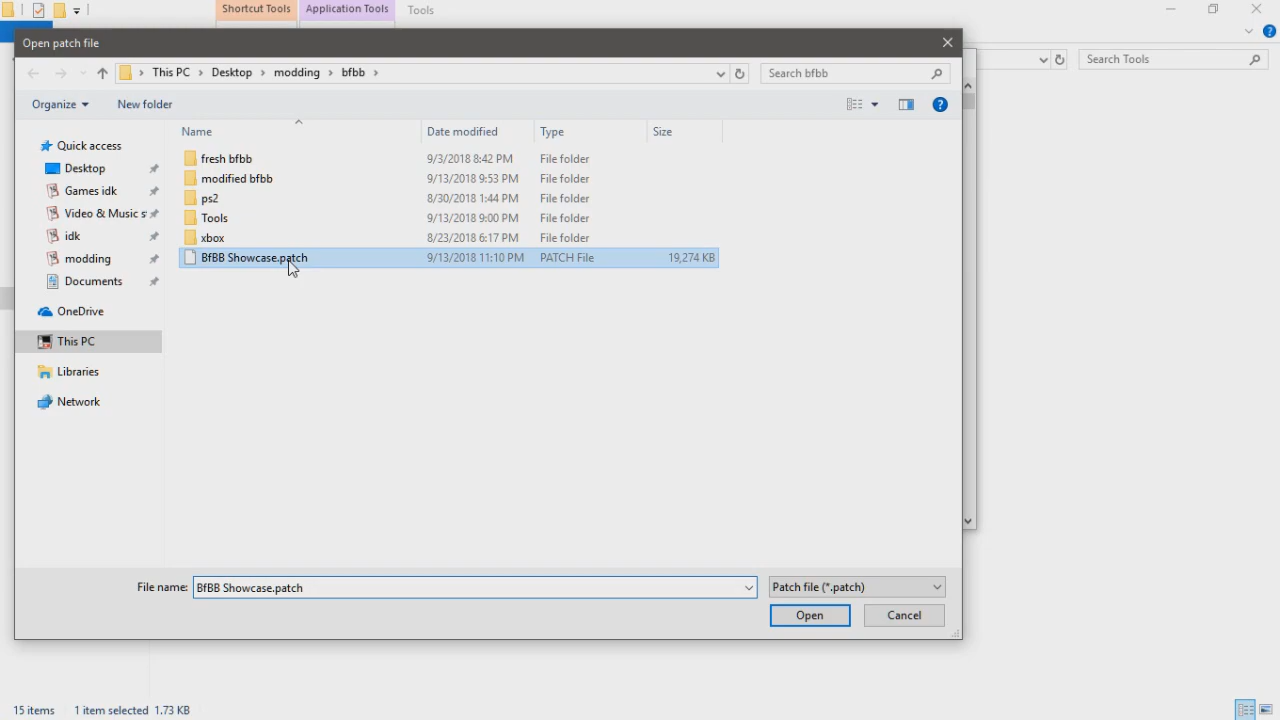 Shortcut Tools
Application Tools
Tools
Open patch file
This PC > Desktop > modding > bfbb >
Search bfbb
Search Tools
Organize
New folder
Name
Date modified
Type
Size
Quick access
Desktop
Games idk
Video & Music s
idk
modding
Documents
OneDrive
This PC
Libraries
Network
fresh bfbb 9/3/2018 8:42 PM File folder
modified bfbb 9/13/2018 9:53 PM File folder
ps2 8/30/2018 1:44 PM File folder
Tools 9/13/2018 9:00 PM File folder
xbox 8/23/2018 6:17 PM File folder
BfBB Showcase.patch 9/13/2018 11:10 PM PATCH File 19,274 KB
File name: BfBB Showcase.patch
Patch file (*.patch)
Open
Cancel
15 items 1 item selected 1.73 KB